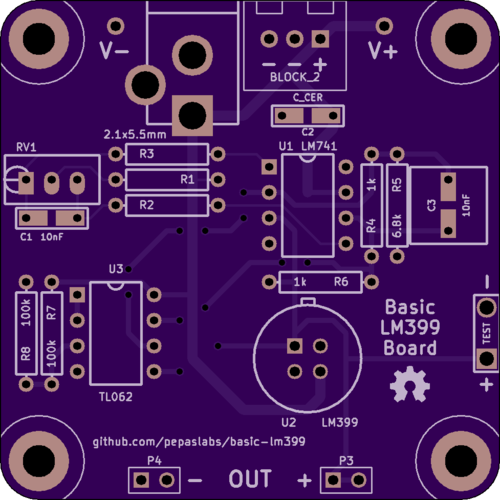 V-
V+
- - +
BLOCK_2
C_CER
C2
2.1x5.5mm
RV1
R3
R1
R2
U1 LM741
1k
R4
R5
6.8k
C3
10nF
C1 10nF
U3
1k R6
100k
R8
R7
100k
TL062
Basic
LM399
Board
-
TEST
+
U2 LM399
github.com/pepaslabs/basic-lm399
P4
- OUT +
P3